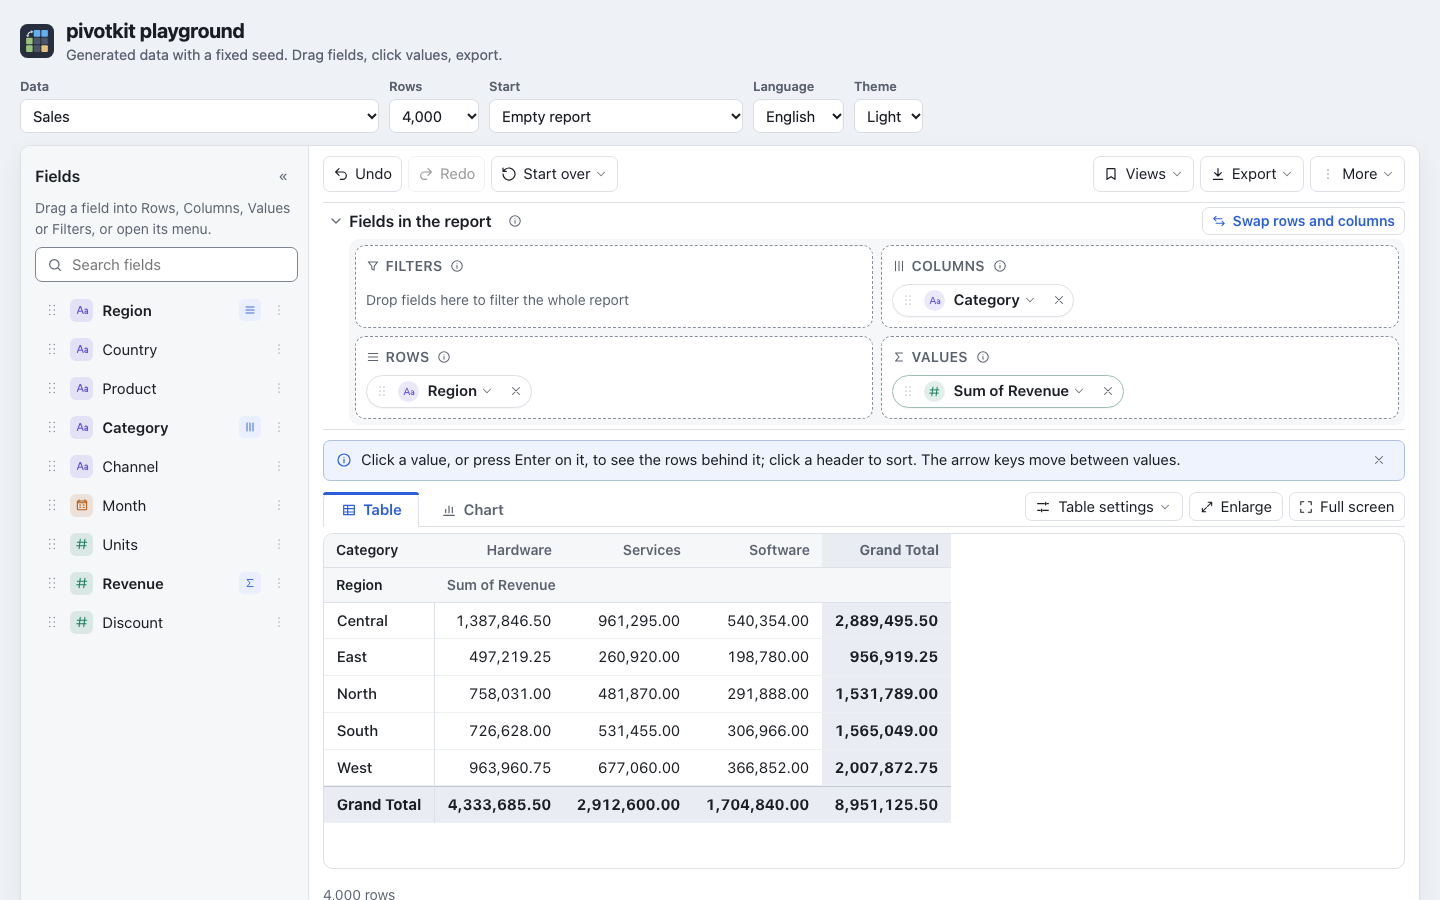 pivotkit playground
Generated data with a fixed seed. Drag fields, click values, export.
Data
Rows
Start
Language
Theme
Sales
4,000
Empty report
English
Light
Fields
«
Drag a field into Rows, Columns, Values
or Filters, or open its menu.
Search fields
Aa Region
Aa Country
Aa Product
Aa Category
Aa Channel
Month
# Units
# Revenue Σ
# Discount
Undo
Redo
Start over
Views
Export
More
Fields in the report
Swap rows and columns
FILTERS
Drop fields here to filter the whole report
COLUMNS
Aa Category
ROWS
Aa Region
Σ VALUES
# Sum of Revenue
Click a value, or press Enter on it, to see the rows behind it; click a header to sort. The arrow keys move between values.
Table
Chart
Table settings
Enlarge
Full screen
Category Hardware Services Software Grand Total
Region Sum of Revenue
Central 1,387,846.50 961,295.00 540,354.00 2,889,495.50
East 497,219.25 260,920.00 198,780.00 956,919.25
North 758,031.00 481,870.00 291,888.00 1,531,789.00
South 726,628.00 531,455.00 306,966.00 1,565,049.00
West 963,960.75 677,060.00 366,852.00 2,007,872.75
Grand Total 4,333,685.50 2,912,600.00 1,704,840.00 8,951,125.50
4,000 rows